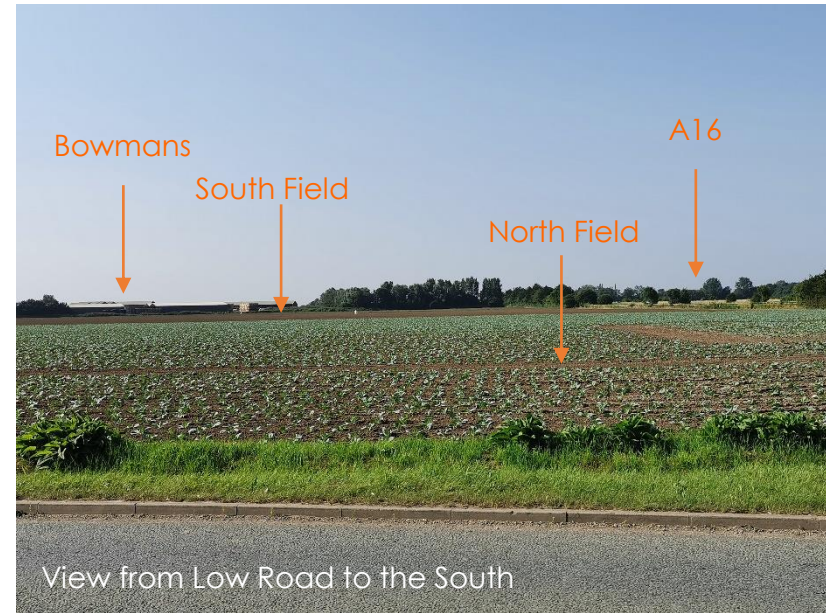 A16
Bowmans
South Field
North Field
View from Low Road to the South